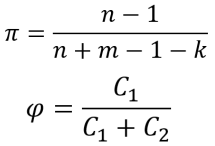 π = (n − 1) / (n + m − 1 − k)
φ = C₁ / (C₁ + C₂)